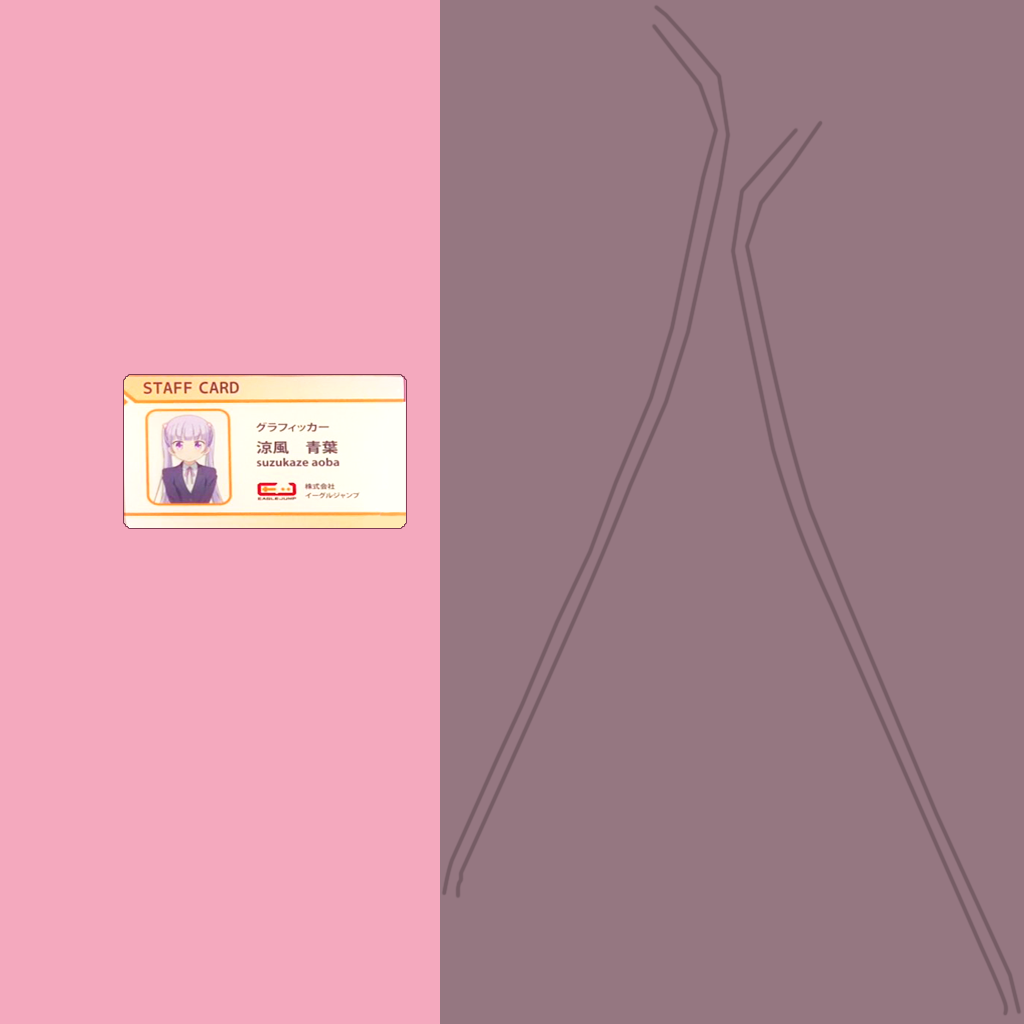 STAFF CARD
グラフィッカー
涼風 青葉
suzukaze aoba
EAGLE JUMP
株式会社
イーグルジャンプ